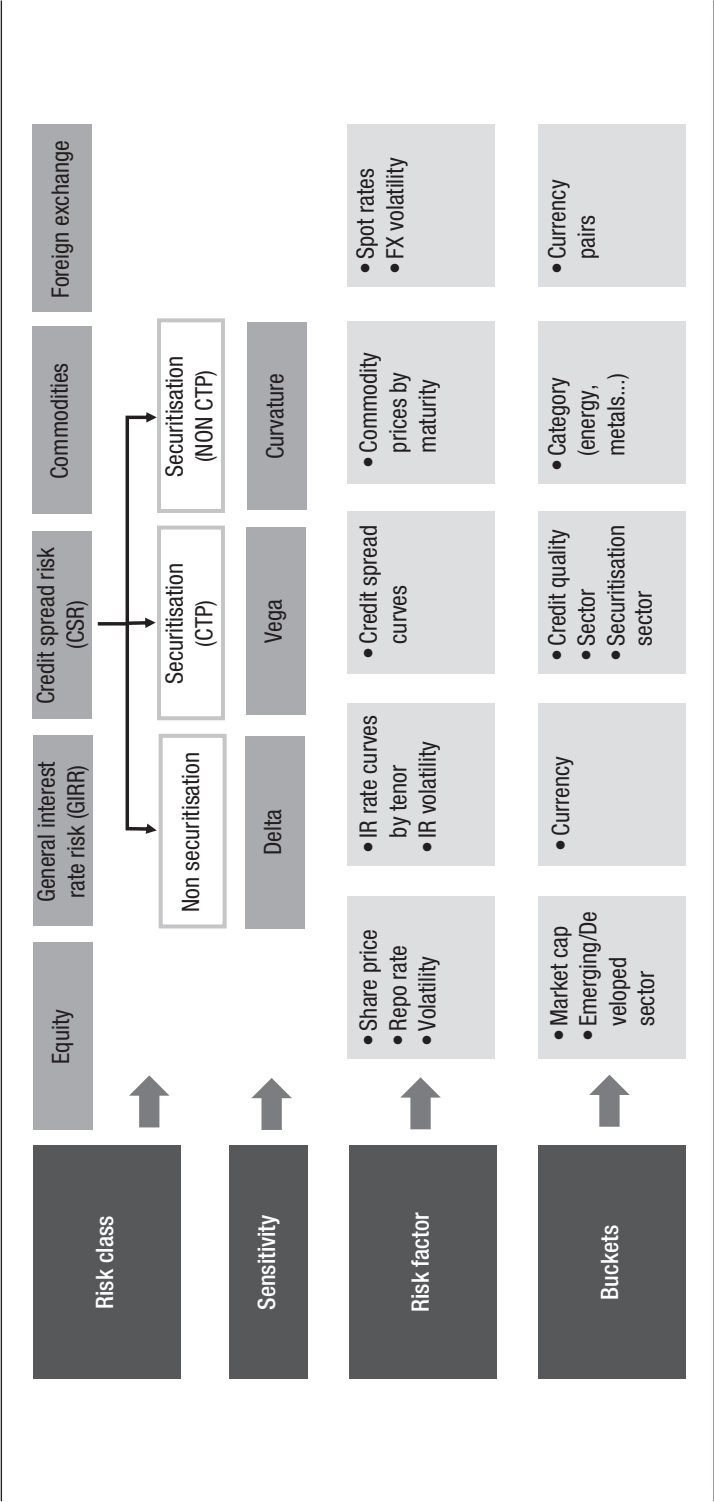 Risk class
Equity
General interest
rate risk (GIRR)
Credit spread risk
(CSR)
Commodities
Foreign exchange
Non securitisation
Securitisation
(CTP)
Securitisation
(NON CTP)
Sensitivity
Delta
Vega
Curvature
Risk factor
• Share price
• Repo rate
• Volatility
• IR rate curves
by tenor
• IR volatility
• Credit spread
curves
• Commodity
prices by
maturity
• Spot rates
• FX volatility
Buckets
• Market cap
• Emerging/De
veloped
sector
• Currency
• Credit quality
• Sector
• Securitisation
sector
• Category
(energy,
metals...)
• Currency
pairs